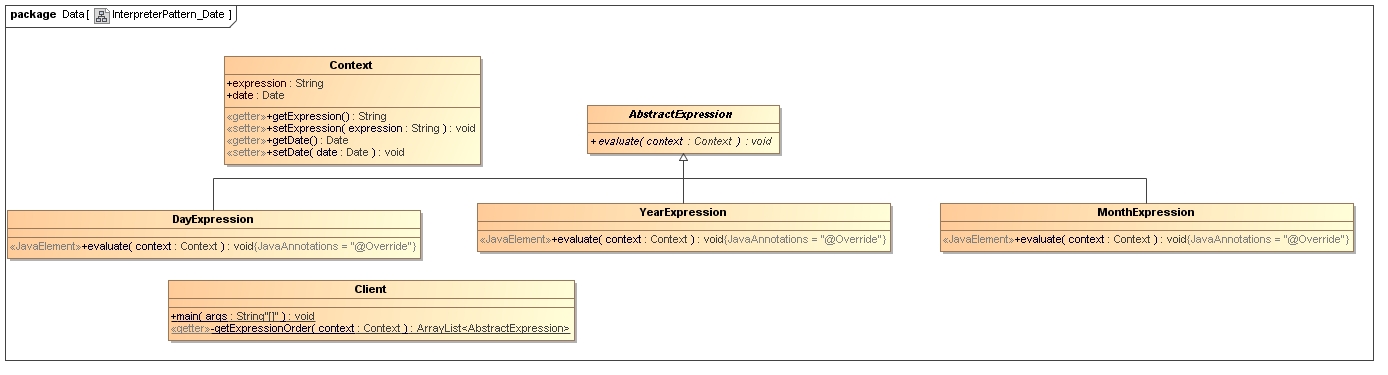 package Data [ InterpreterPattern_Date ]
Context
+expression : String
+date : Date
«getter»+getExpression() : String
«setter»+setExpression( expression : String ) : void
«getter»+getDate() : Date
«setter»+setDate( date : Date ) : void
AbstractExpression
+ evaluate( context : Context ) : void
DayExpression
«JavaElement»+evaluate( context : Context ) : void{JavaAnnotations = "@Override"}
YearExpression
«JavaElement»+evaluate( context : Context ) : void{JavaAnnotations = "@Override"}
MonthExpression
«JavaElement»+evaluate( context : Context ) : void{JavaAnnotations = "@Override"}
Client
+main( args : String"[]" ) : void
«getter»-getExpressionOrder( context : Context ) : ArrayList<AbstractExpression>